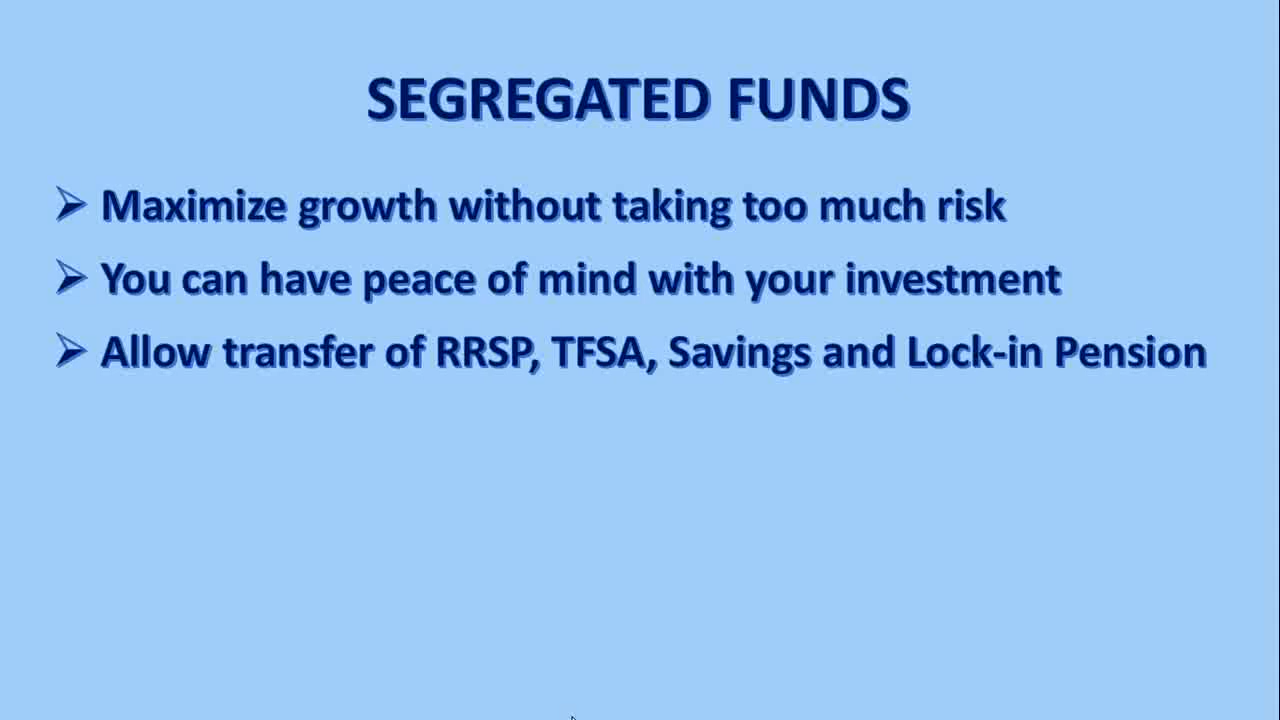 SEGREGATED FUNDS
➢ Maximize growth without taking too much risk
➢ You can have peace of mind with your investment
➢ Allow transfer of RRSP, TFSA, Savings and Lock-in Pension